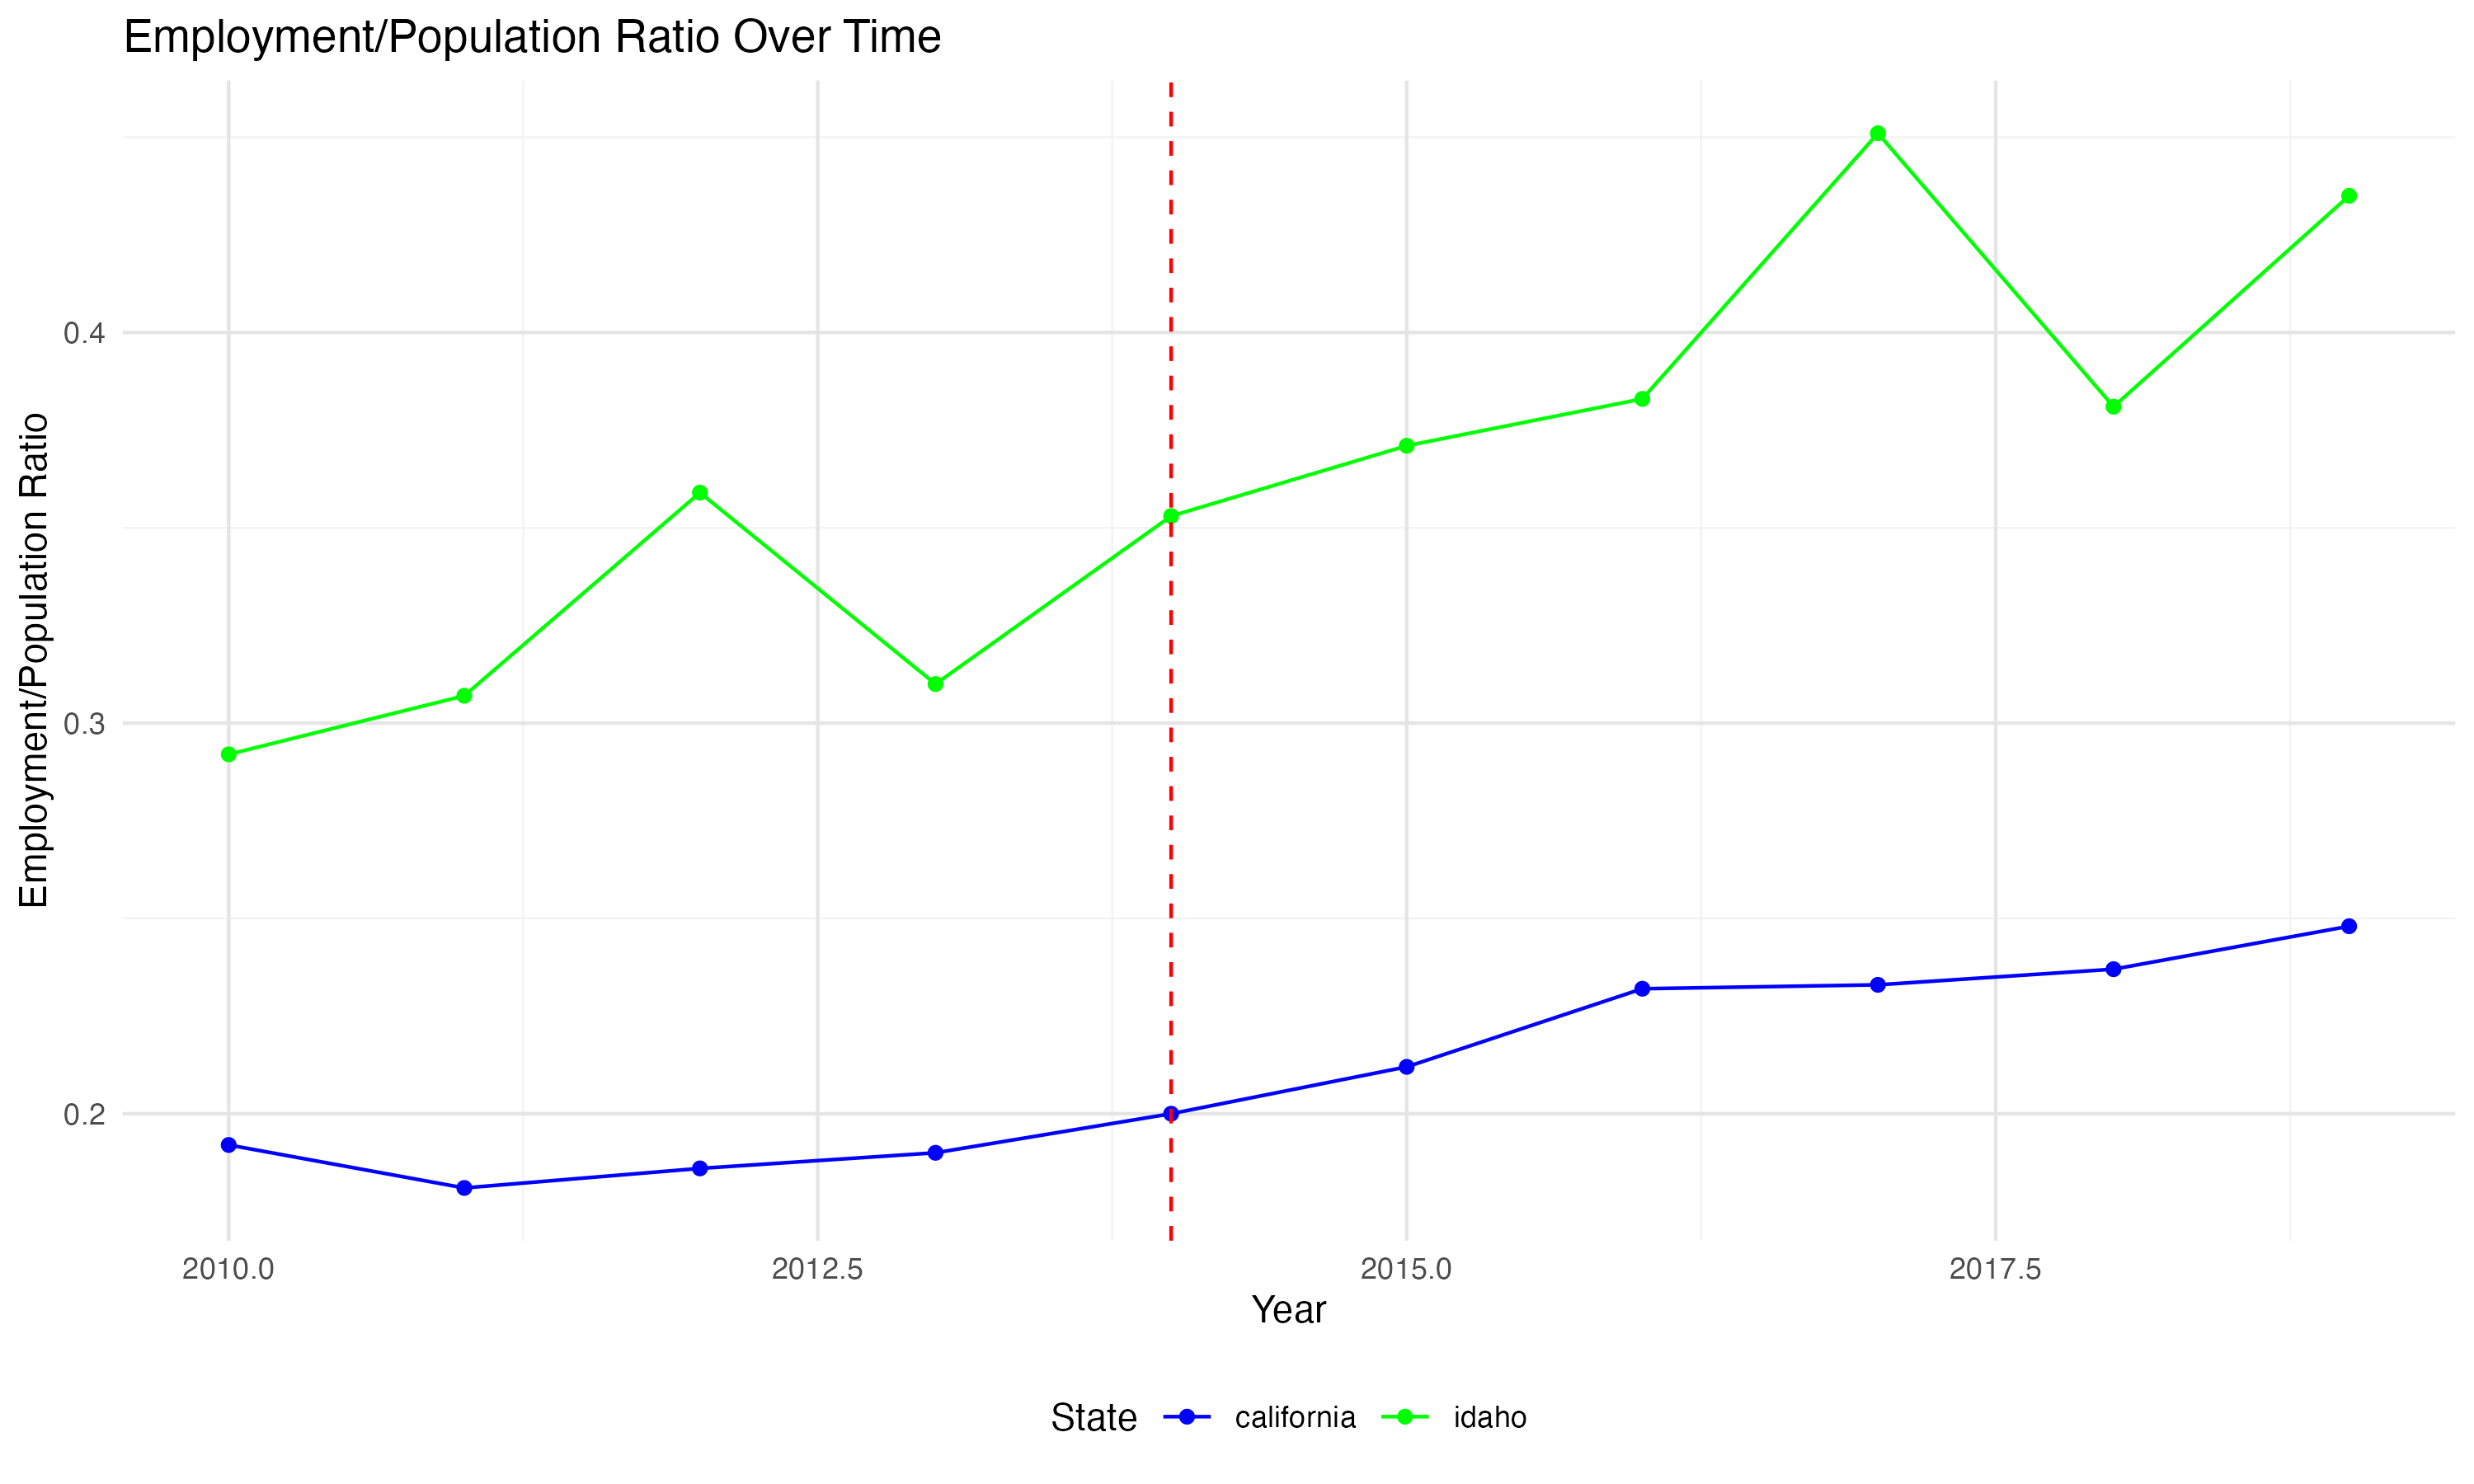 Employment/Population Ratio Over Time
Employment/Population Ratio
0.4
0.3
0.2
2010.0 2012.5 2015.0 2017.5
Year
State california idaho